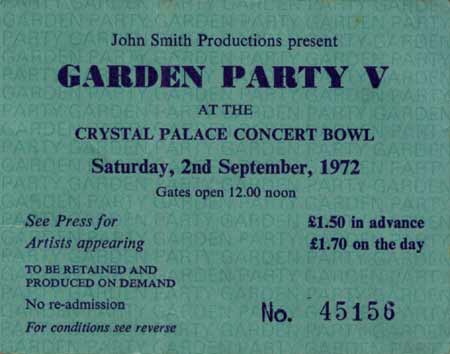 John Smith Productions present
GARDEN PARTY V
AT THE
CRYSTAL PALACE CONCERT BOWL
Saturday, 2nd September, 1972
Gates open 12.00 noon
See Press for £1.50 in advance
Artists appearing £1.70 on the day
TO BE RETAINED AND
PRODUCED ON DEMAND
No re-admission
No. 45156
For conditions see reverse